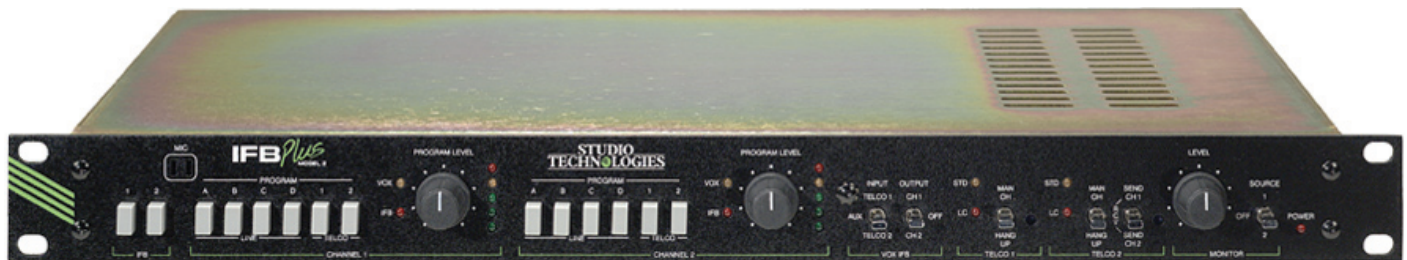 MIC
IFB Plus
MODEL 2
PROGRAM LEVEL
STUDIO
TECHNOLOGIES
PROGRAM LEVEL
LEVEL
PROGRAM
PROGRAM
1 2
A B C D 1 2
VOX
IFB
A B C D 1 2
VOX
IFB
INPUT OUTPUT
TELCO 1 CH 1
AUX OFF
TELCO 2 CH 2
STD
LC
MAN
OH
HANG
UP
STD
LC
MAN
OH
HANG
UP
SEND
CH 1
SEND
CH 2
SOURCE
1
OFF
2
POWER
LINE TELCO
LINE TELCO
IFB
CHANNEL 1
CHANNEL 2
VOX IFB
TELCO 1
TELCO 2
MONITOR